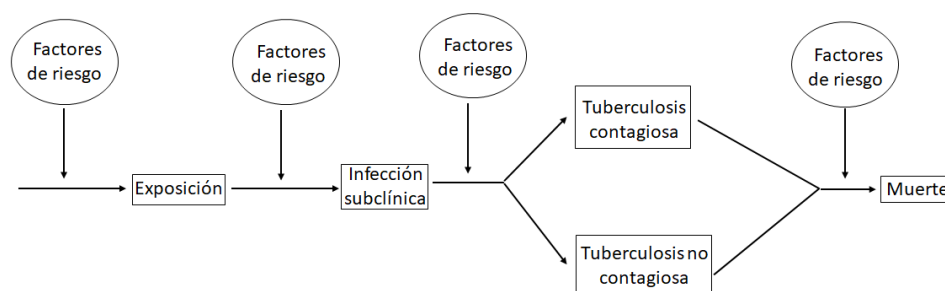 Factores
de riesgo
Factores
de riesgo
Factores
de riesgo
Factores
de riesgo
Tuberculosis
contagiosa
Exposición
Infección
subclínica
Muerte
Tuberculosis no
contagiosa